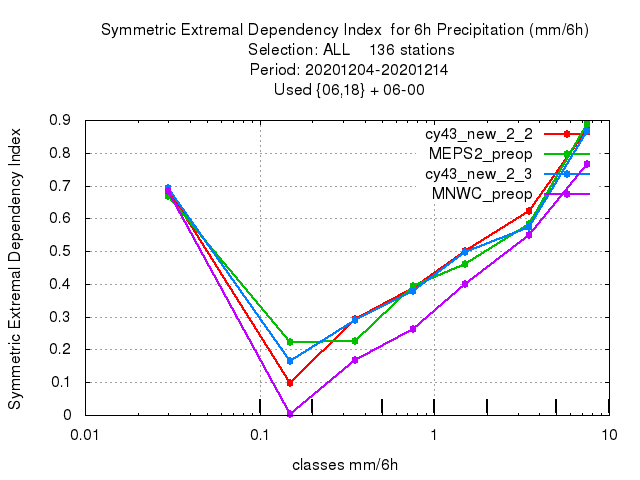 Symmetric Extremal Dependency Index  for 6h Precipitation (mm/6h)
Selection: ALL    136 stations
Period: 20201204-20201214
Used {06,18} + 06-00
Symmetric Extremal Dependency Index
0.9
0.8
0.7
0.6
0.5
0.4
0.3
0.2
0.1
0
cy43_new_2_2
MEPS2_preop
cy43_new_2_3
MNWC_preop
0.01
0.1
1
10
classes mm/6h